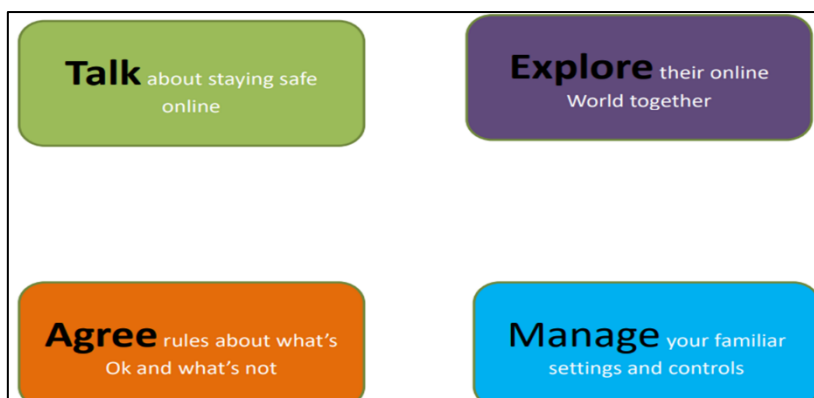 Talk about staying safe
online
Explore their online
World together
Agree rules about what's
Ok and what's not
Manage your familiar
settings and controls